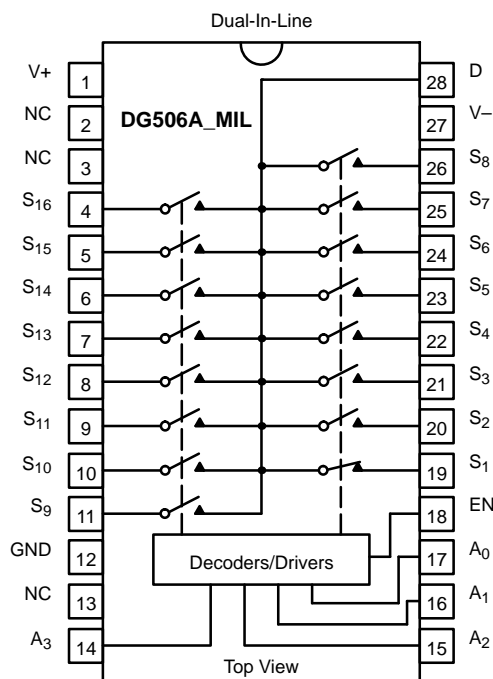 Dual-In-Line
DG506A_MIL
V+ 1 28 D
NC 2 27 V–
NC 3 26 S8
S16 4 25 S7
S15 5 24 S6
S14 6 23 S5
S13 7 22 S4
S12 8 21 S3
S11 9 20 S2
S10 10 19 S1
S9 11 18 EN
GND 12 17 A0
Decoders/Drivers
NC 13 16 A1
A3 14 15 A2
Top View